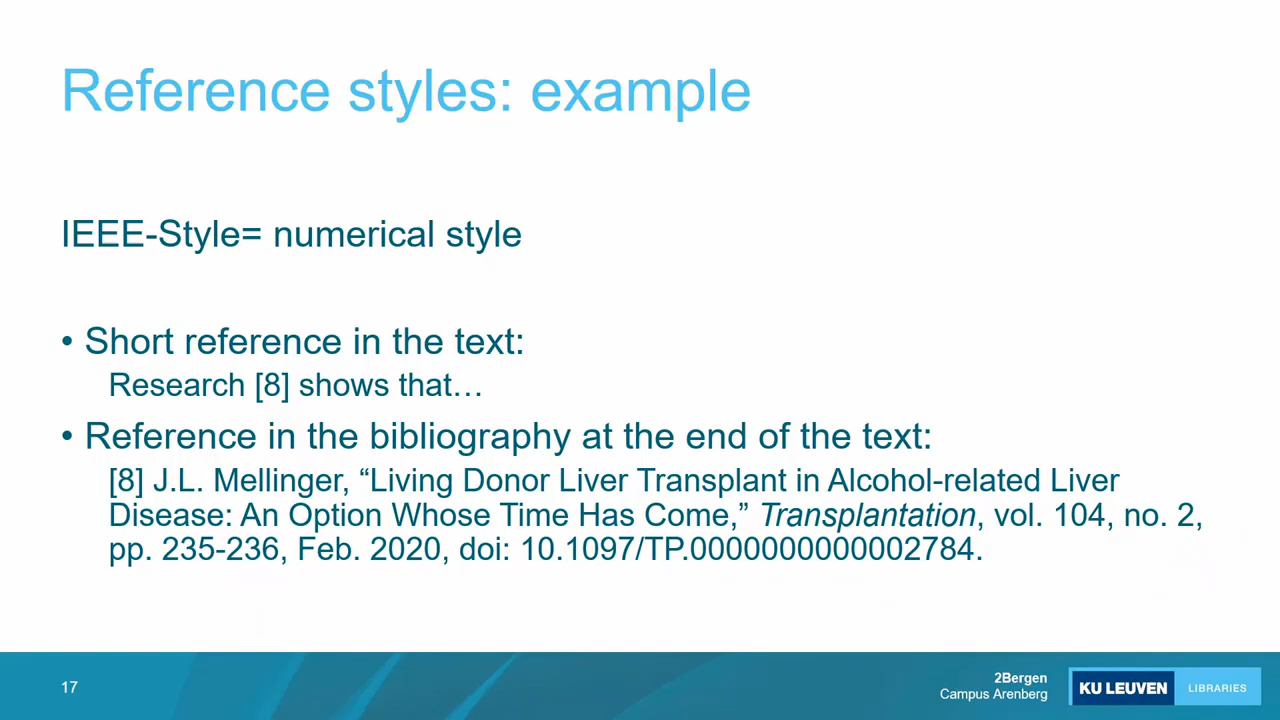 Reference styles: example
IEEE-Style= numerical style
• Short reference in the text:
Research [8] shows that…
• Reference in the bibliography at the end of the text:
[8] J.L. Mellinger, “Living Donor Liver Transplant in Alcohol-related Liver
Disease: An Option Whose Time Has Come,” Transplantation, vol. 104, no. 2,
pp. 235-236, Feb. 2020, doi: 10.1097/TP.0000000000002784.
17
2Bergen
Campus Arenberg
KU LEUVEN LIBRARIES